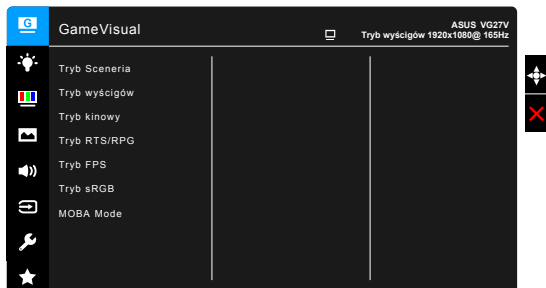 G
GameVisual
ASUS VG27V
Tryb wyścigów 1920x1080@ 165Hz
Tryb Sceneria
Tryb wyścigów
Tryb kinowy
Tryb RTS/RPG
Tryb FPS
Tryb sRGB
MOBA Mode